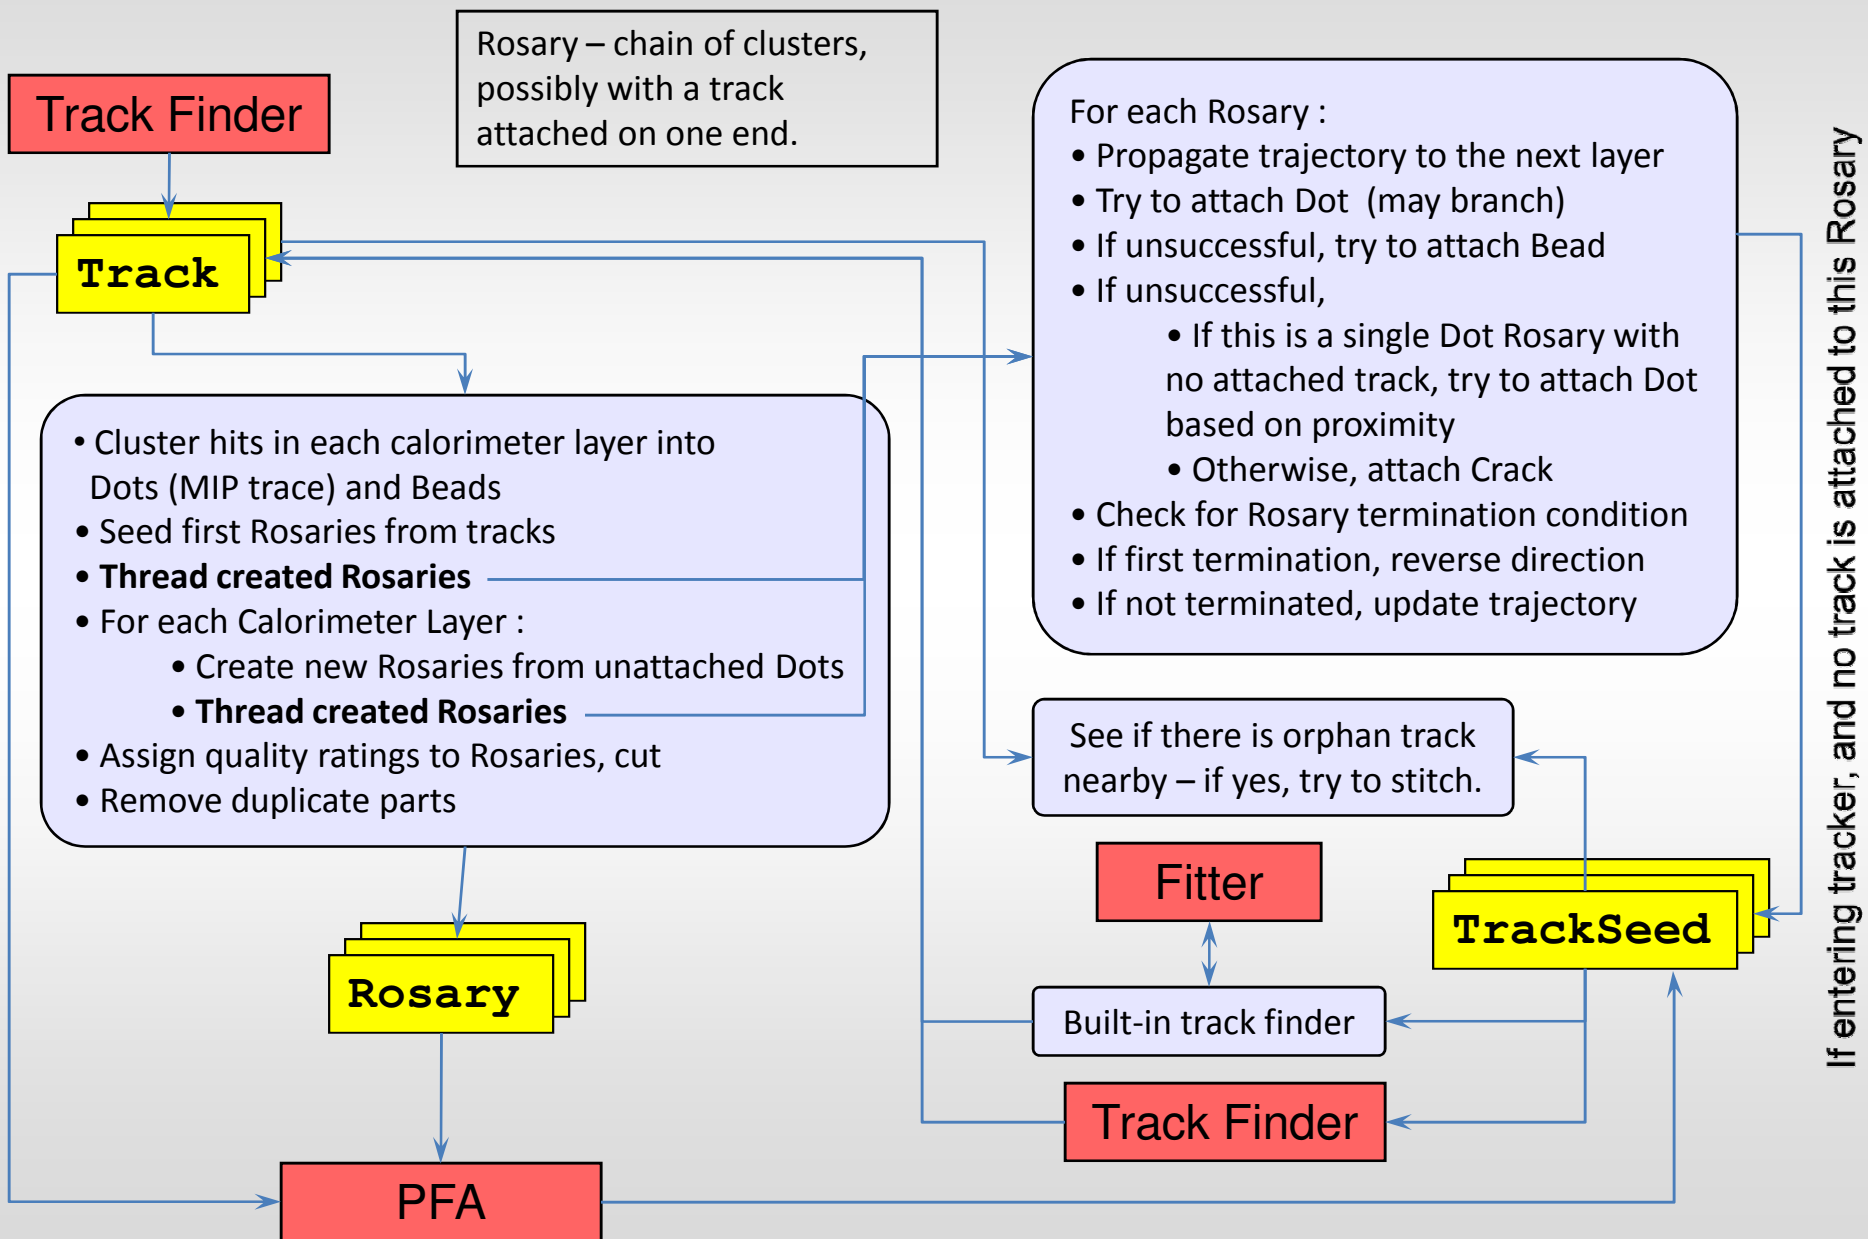 Rosary – chain of clusters,
possibly with a track
attached on one end.
Track Finder
Track
• Cluster hits in each calorimeter layer into
Dots (MIP trace) and Beads
• Seed first Rosaries from tracks
• Thread created Rosaries
• For each Calorimeter Layer :
• Create new Rosaries from unattached Dots
• Thread created Rosaries
• Assign quality ratings to Rosaries, cut
• Remove duplicate parts
Rosary
PFA
For each Rosary :
• Propagate trajectory to the next layer
• Try to attach Dot (may branch)
• If unsuccessful, try to attach Bead
• If unsuccessful,
• If this is a single Dot Rosary with
no attached track, try to attach Dot
based on proximity
• Otherwise, attach Crack
• Check for Rosary termination condition
• If first termination, reverse direction
• If not terminated, update trajectory
See if there is orphan track
nearby – if yes, try to stitch.
Fitter
TrackSeed
Built-in track finder
Track Finder
If entering tracker, and no track is attached to this Rosary